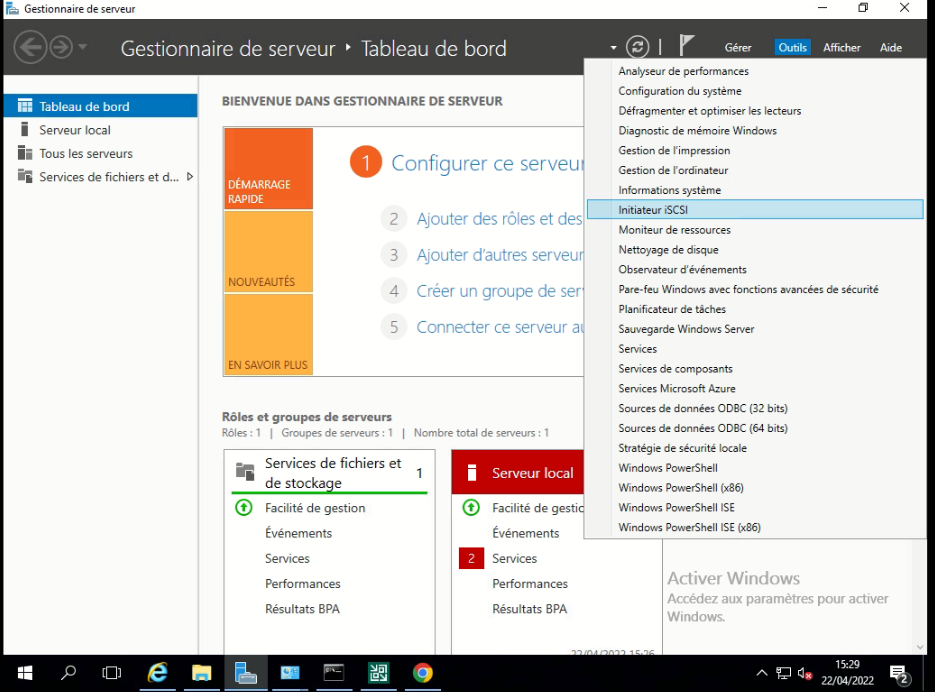 Gestionnaire de serveur
Gestionnaire de serveur ‣ Tableau de bord
Gérer
Outils
Afficher
Aide
Tableau de bord
Serveur local
Tous les serveurs
Services de fichiers et d...
BIENVENUE DANS GESTIONNAIRE DE SERVEUR
DÉMARRAGE
RAPIDE
NOUVEAUTÉS
EN SAVOIR PLUS
1 Configurer ce serveur
2 Ajouter des rôles et des
3 Ajouter d'autres serveur
4 Créer un groupe de ser
5 Connecter ce serveur au
Analyseur de performances
Configuration du système
Défragmenter et optimiser les lecteurs
Diagnostic de mémoire Windows
Gestion de l'impression
Gestion de l'ordinateur
Informations système
Initiateur iSCSI
Moniteur de ressources
Nettoyage de disque
Observateur d'événements
Pare-feu Windows avec fonctions avancées de sécurité
Planificateur de tâches
Sauvegarde Windows Server
Services
Services de composants
Services Microsoft Azure
Sources de données ODBC (32 bits)
Sources de données ODBC (64 bits)
Stratégie de sécurité locale
Windows PowerShell
Windows PowerShell (x86)
Windows PowerShell ISE
Windows PowerShell ISE (x86)
Rôles et groupes de serveurs
Rôles : 1 | Groupes de serveurs : 1 | Nombre total de serveurs : 1
Services de fichiers et
de stockage
1
Facilité de gestion
Événements
Services
Performances
Résultats BPA
Serveur local
Facilité de gestio
Événements
2 Services
Performances
Résultats BPA
22/04/2022 15:26
Activer Windows
Accédez aux paramètres pour activer
Windows.
15:29
22/04/2022
2